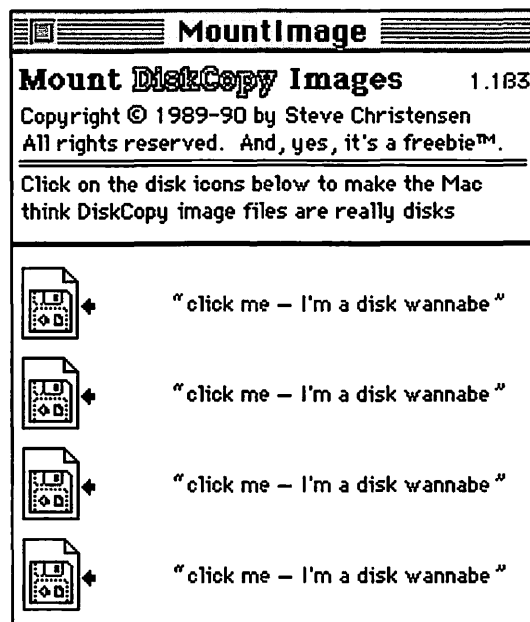 MountImage
Mount DiskCopy Images 1.1ß3
Copyright © 1989-90 by Steve Christensen
All rights reserved. And, yes, it's a freebie™.
Click on the disk icons below to make the Mac
think DiskCopy image files are really disks
“click me – I'm a disk wannabe”
“click me – I'm a disk wannabe”
“click me – I'm a disk wannabe”
“click me – I'm a disk wannabe”